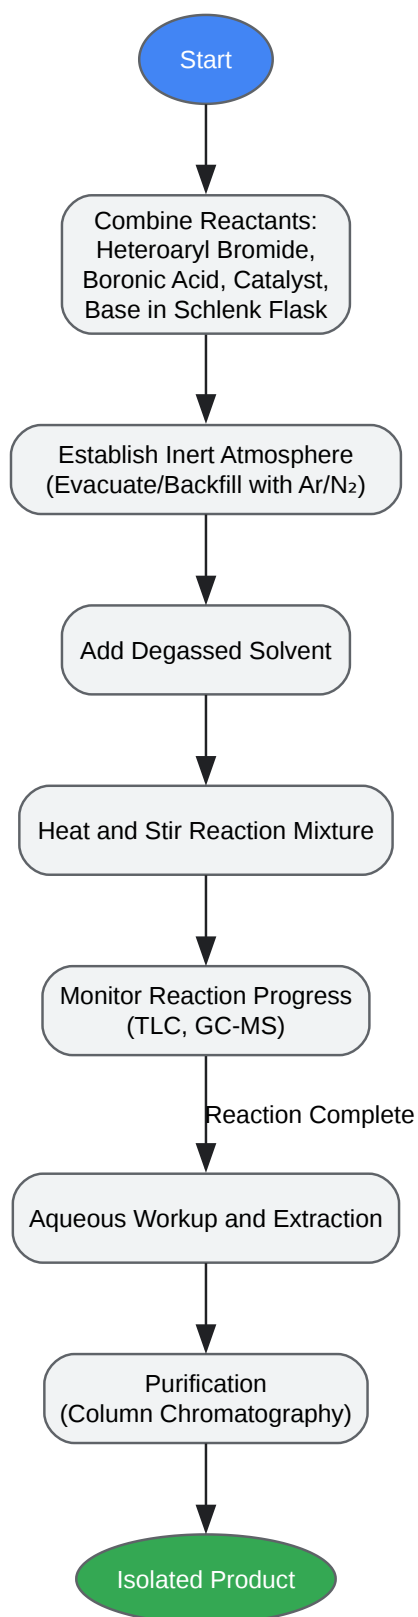 Start
Combine Reactants:
Heteroaryl Bromide,
Boronic Acid, Catalyst,
Base in Schlenk Flask
Establish Inert Atmosphere
(Evacuate/Backfill with Ar/N₂)
Add Degassed Solvent
Heat and Stir Reaction Mixture
Monitor Reaction Progress
(TLC, GC-MS)
Reaction Complete
Aqueous Workup and Extraction
Purification
(Column Chromatography)
Isolated Product